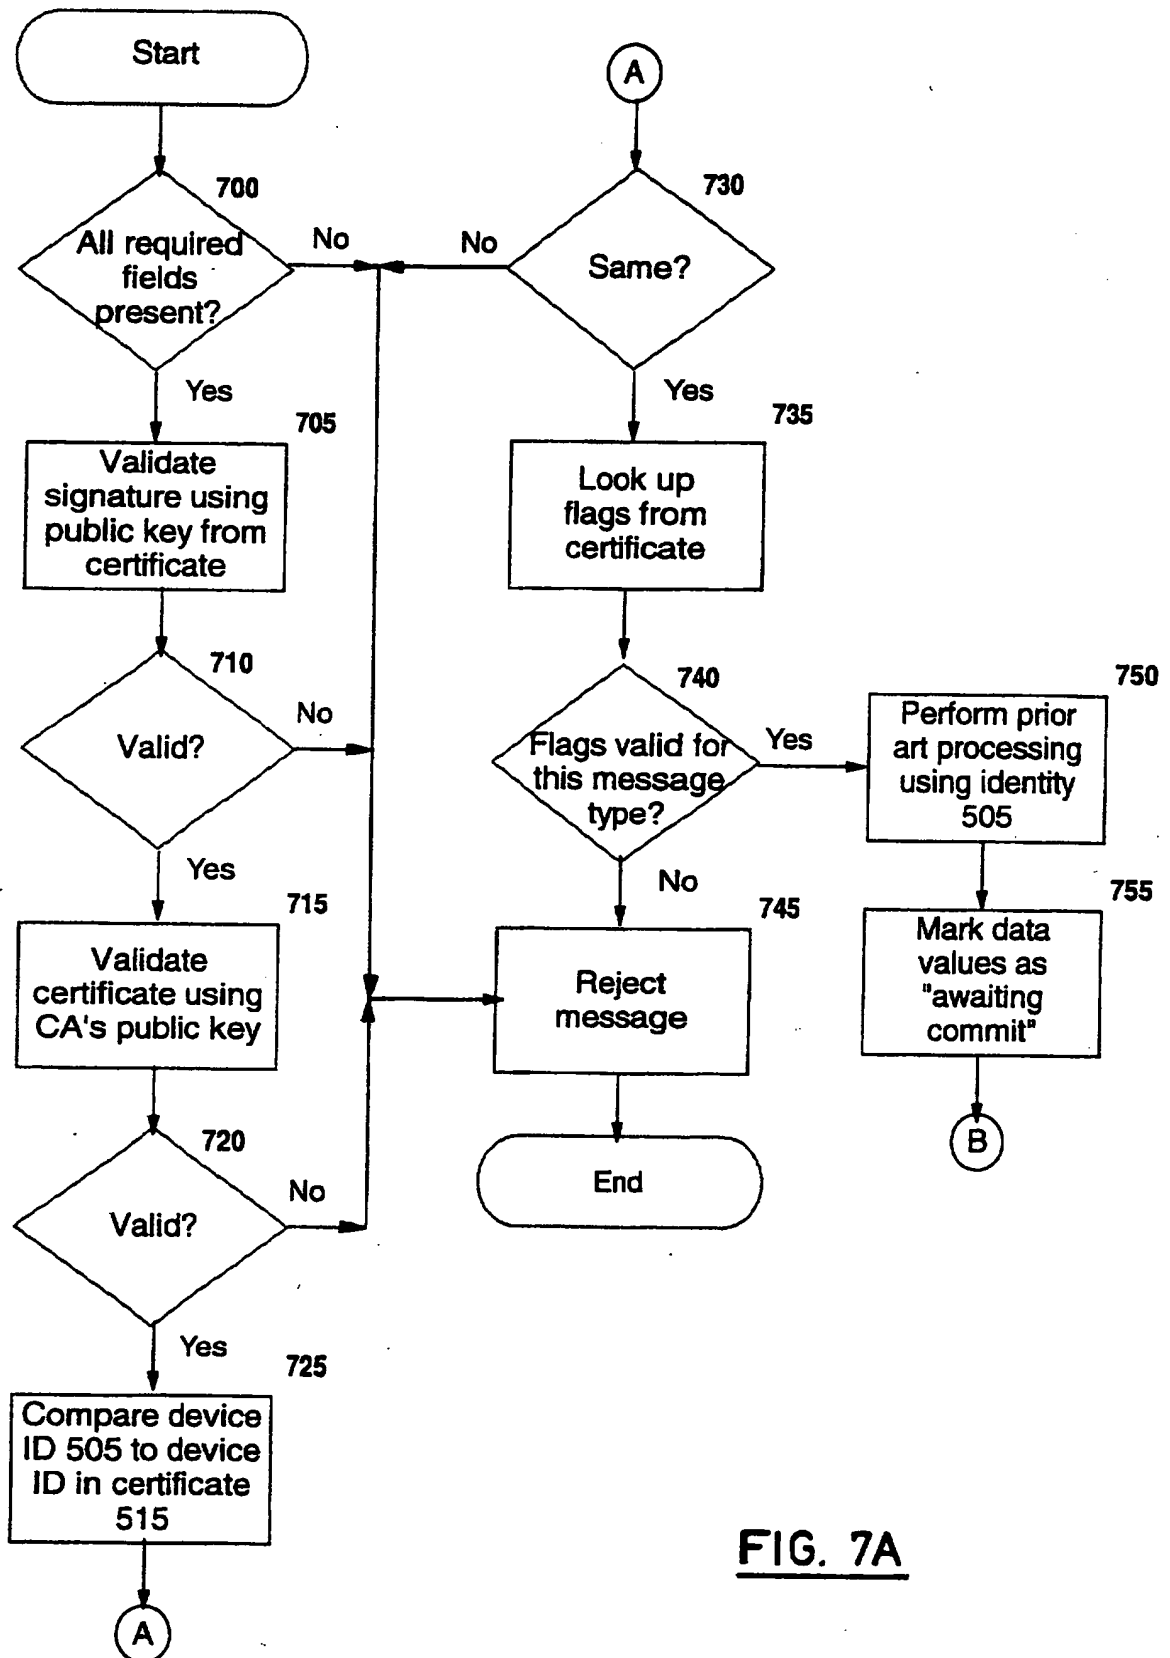 Start
700
All required
fields
present?
No
Yes
705
Validate
signature using
public key from
certificate
710
Valid?
No
Yes
715
Validate
certificate using
CA's public key
720
Valid?
No
Yes
725
Compare device
ID 505 to device
ID in certificate
515
A
A
730
Same?
No
Yes
735
Look up
flags from
certificate
740
Flags valid for
this message
type?
Yes
No
745
Reject
message
End
750
Perform prior
art processing
using identity
505
755
Mark data
values as
"awaiting
commit"
B
FIG. 7A